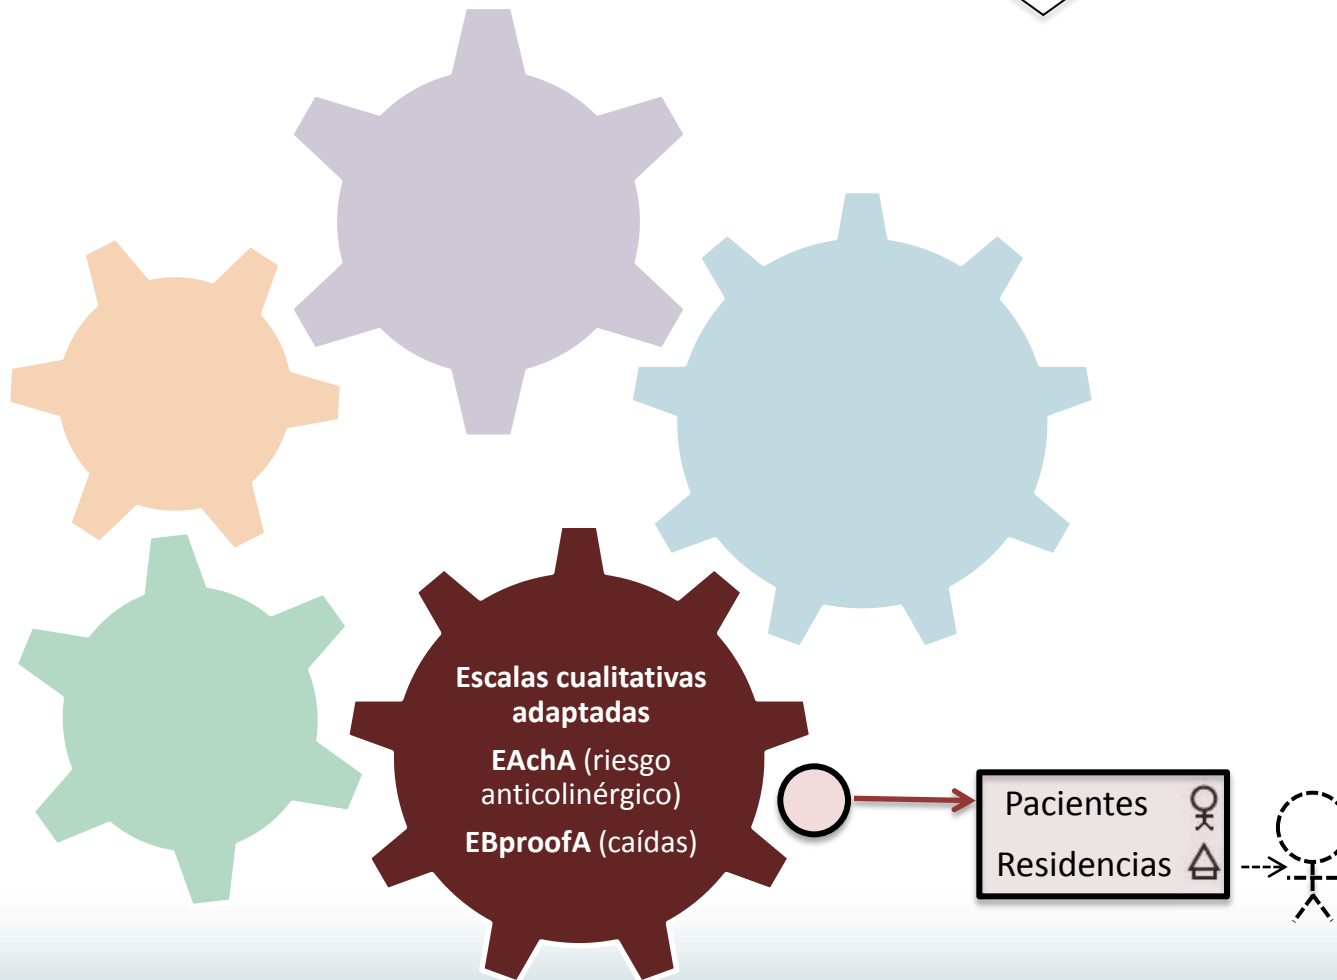 Escalas cualitativas
adaptadas
EAchA (riesgo
anticolinérgico)
EBproofA (caídas)
Pacientes
Residencias